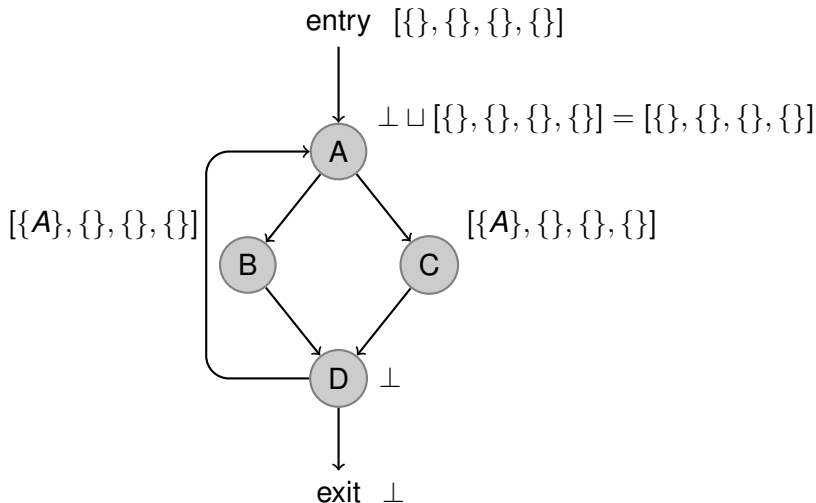 entry [{}, {}, {}, {}]
⊥ ⊔ [{}, {}, {}, {}] = [{}, {}, {}, {}]
A
[{A}, {}, {}, {}]
[{A}, {}, {}, {}]
B
C
D ⊥
exit ⊥